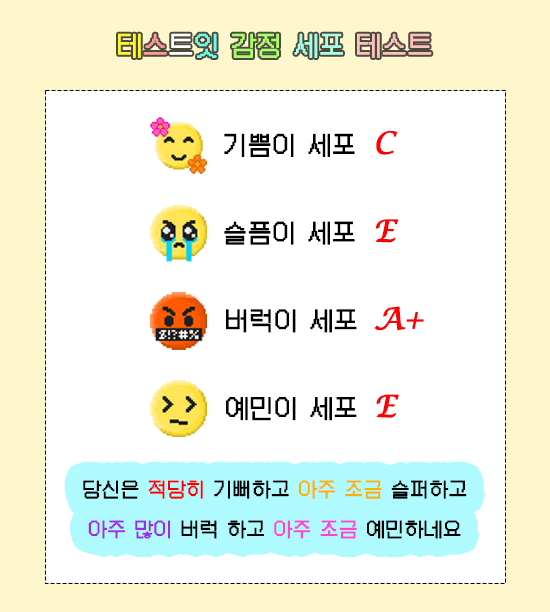 테스트잇 감정 세포 테스트
기쁨이 세포 C
슬픔이 세포 E
&!?#%
버럭이 세포 A+
예민이 세포 E
당신은 적당히 기뻐하고 아주 조금 슬퍼하고
아주 많이 버럭 하고 아주 조금 예민하네요